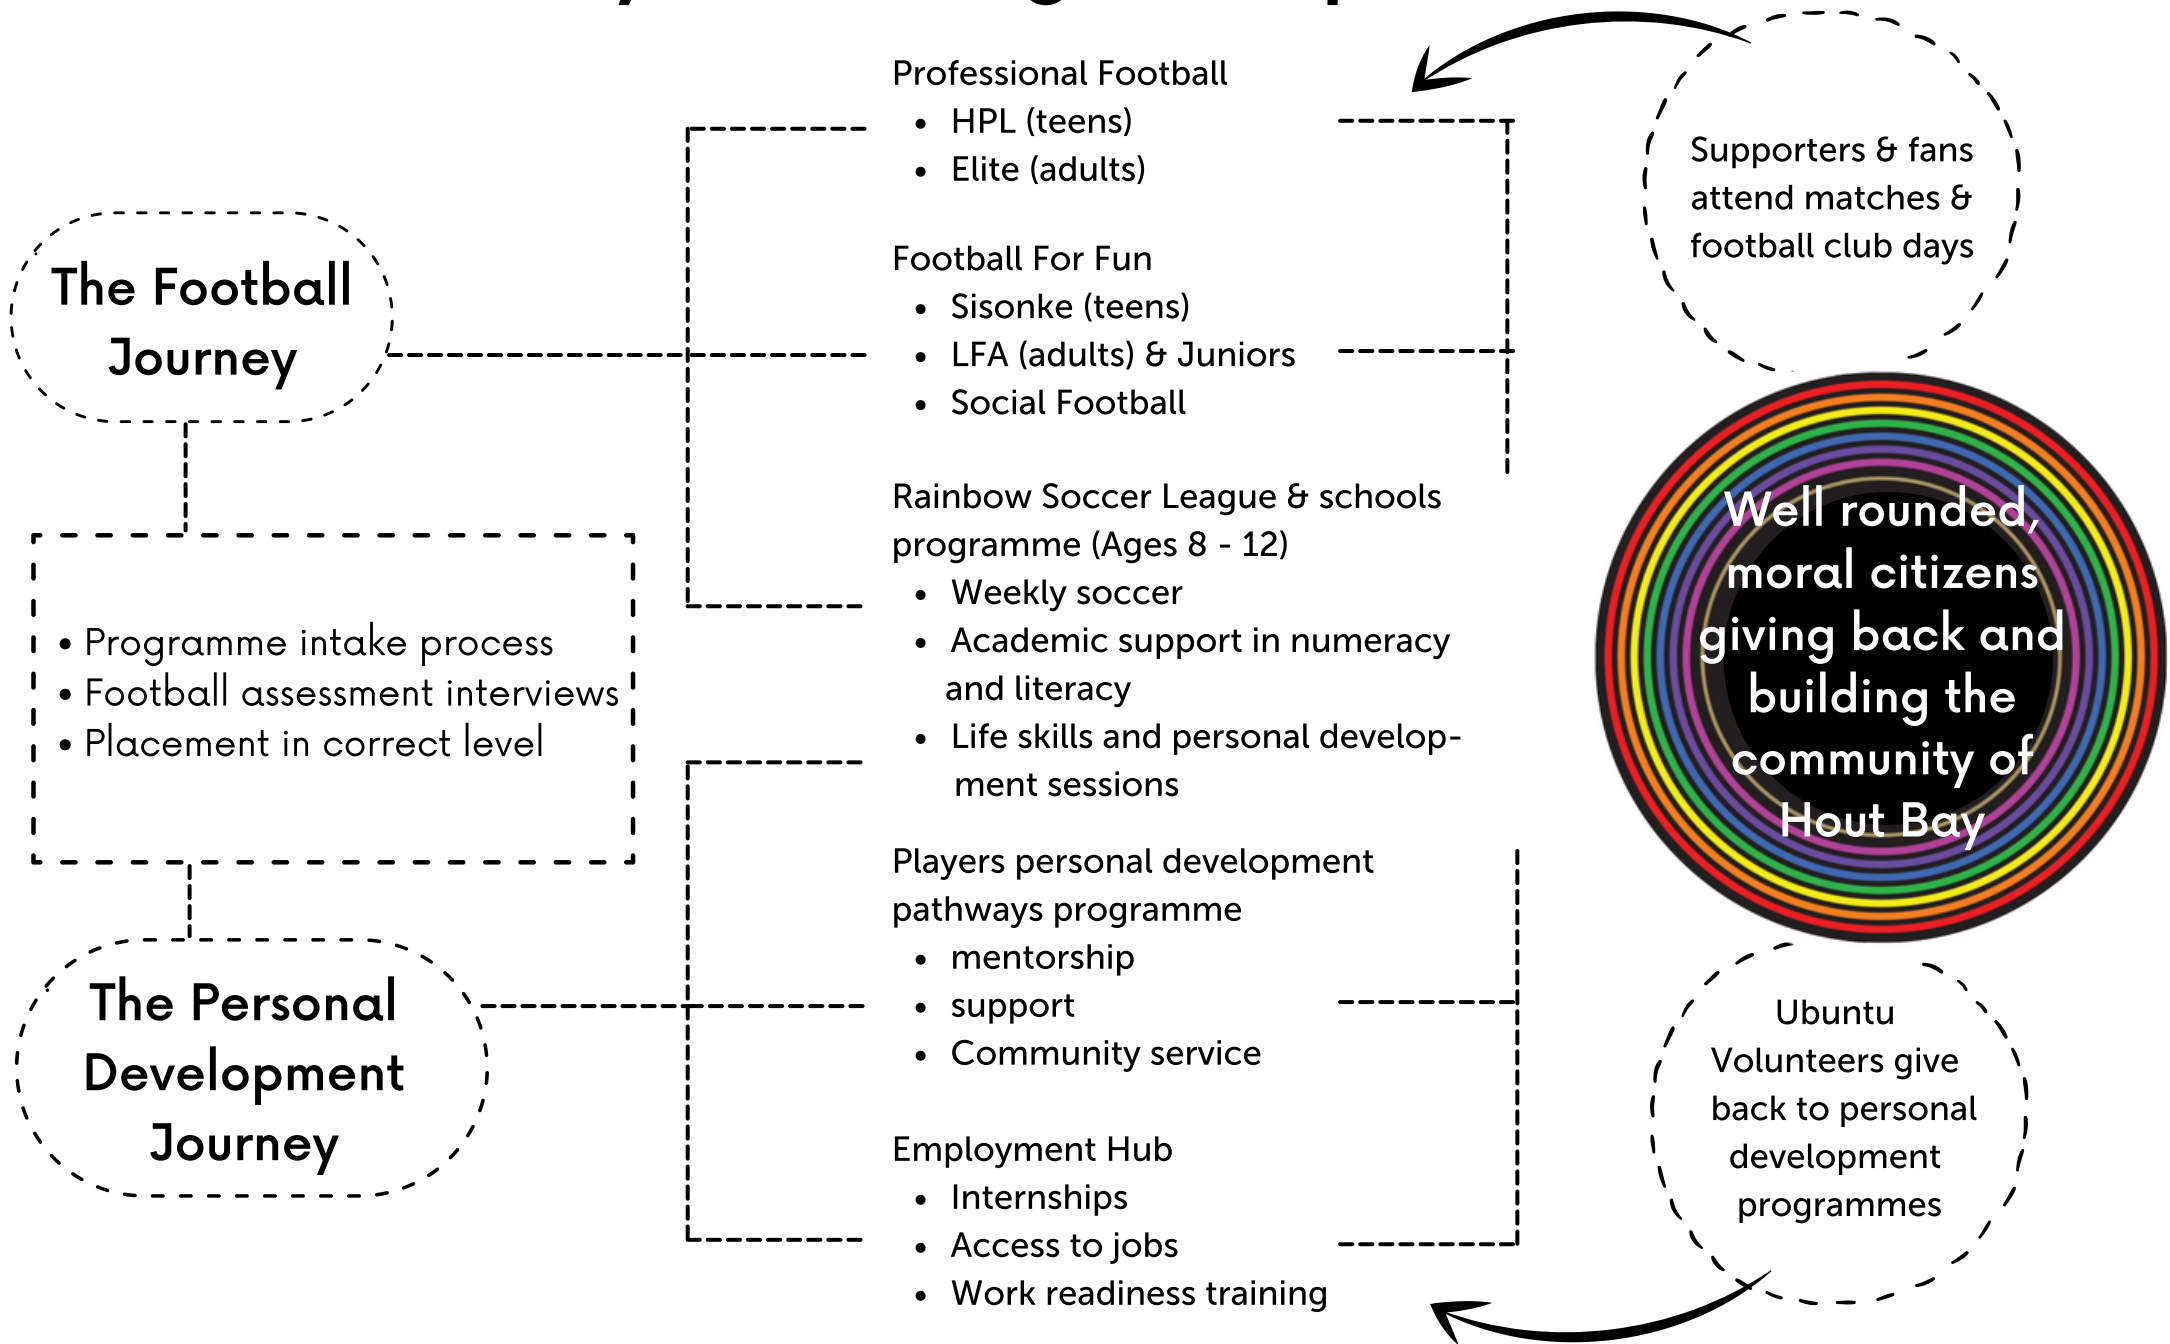 The Football
Journey
• Programme intake process
• Football assessment interviews
• Placement in correct level
The Personal
Development
Journey
Professional Football
• HPL (teens)
• Elite (adults)
Football For Fun
• Sisonke (teens)
• LFA (adults) & Juniors
• Social Football
Rainbow Soccer League & schools
programme (Ages 8 - 12)
• Weekly soccer
• Academic support in numeracy
and literacy
• Life skills and personal develop-
ment sessions
Players personal development
pathways programme
• mentorship
• support
• Community service
Employment Hub
• Internships
• Access to jobs
• Work readiness training
Supporters & fans
attend matches &
football club days
Well rounded,
moral citizens
giving back and
building the
community of
Hout Bay
Ubuntu
Volunteers give
back to personal
development
programmes